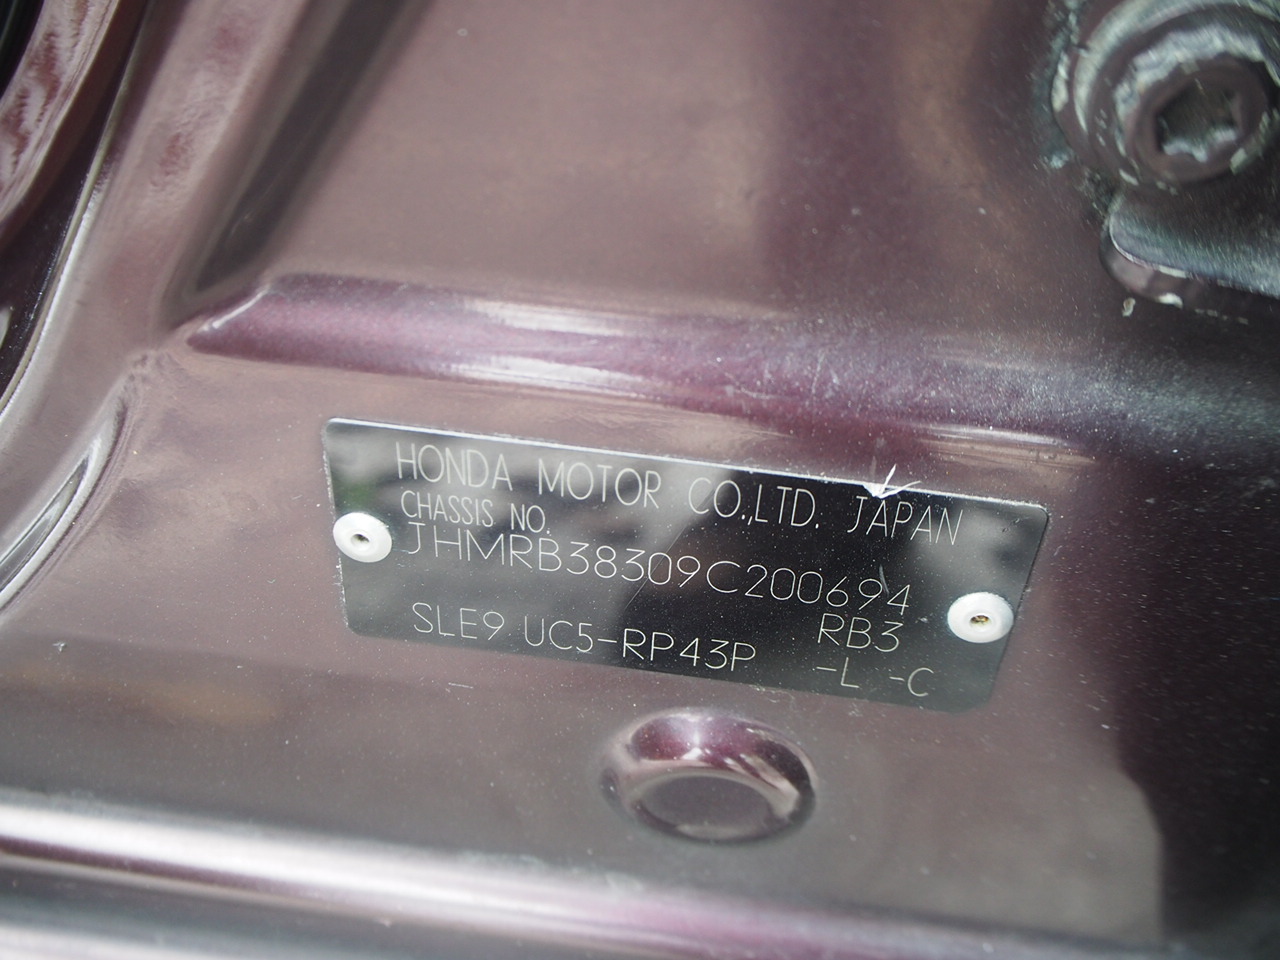 HONDA MOTOR CO.,LTD. JAPAN
CHASSIS NO.
JHMRB38309C200694
RB3
SLE9 UC5-RP43P -L -C